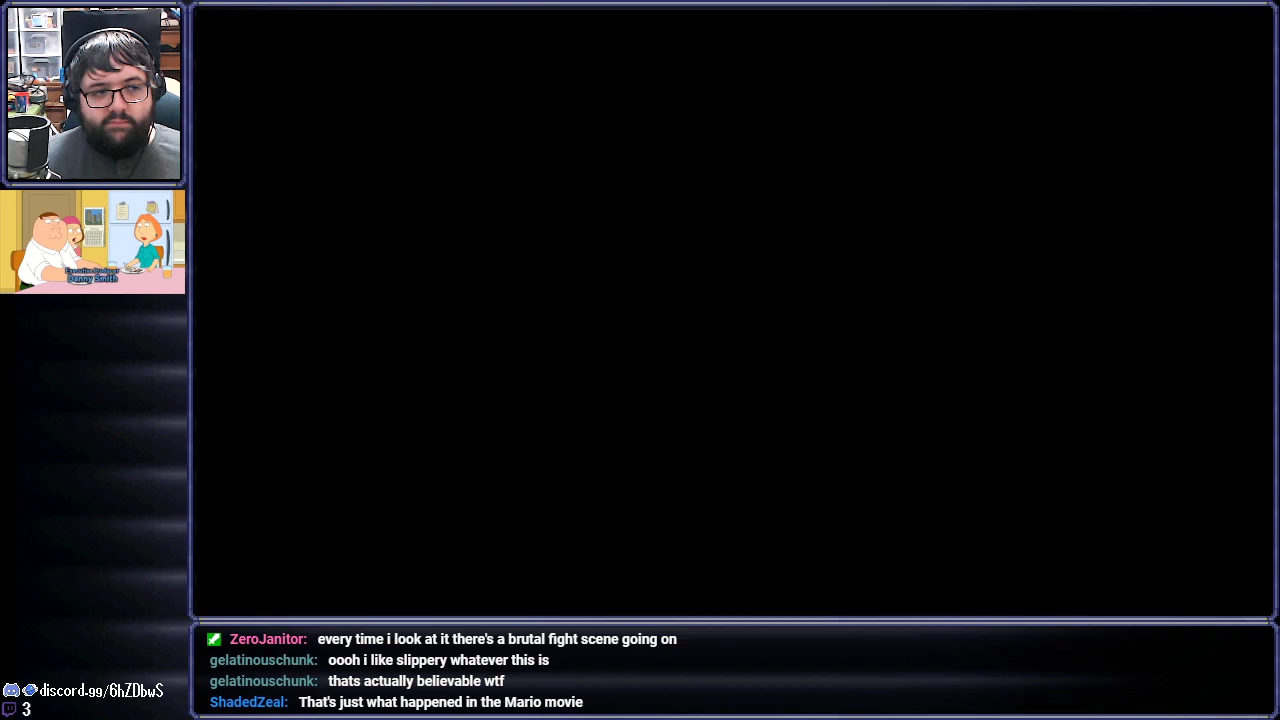 Executive Producer
Danny Smith
ZeroJanitor: every time i look at it there's a brutal fight scene going on
gelatinouschunk: oooh i like slippery whatever this is
gelatinouschunk: thats actually believable wtf
ShadedZeal: That's just what happened in the Mario movie
discord.gg/6hZDbwS
3